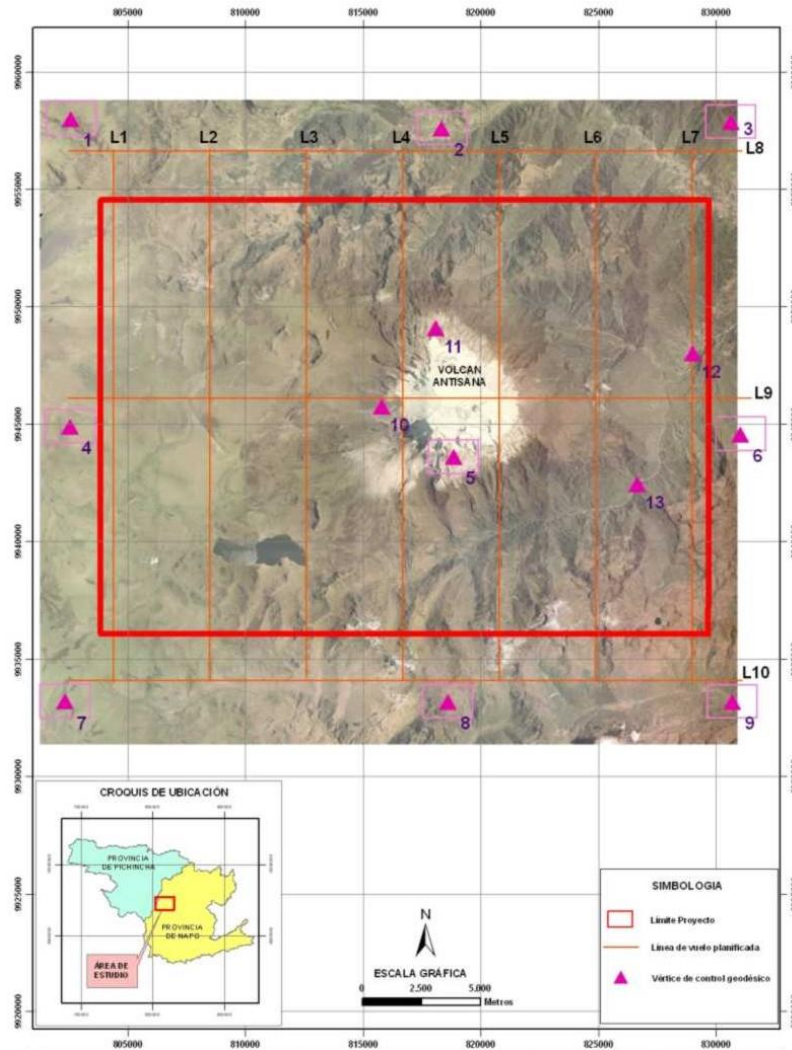 805000 810000 815000 820000 825000 830000
9960000
1 2 3
L1 L2 L3 L4 L5 L6 L7 L8
9955000
9950000
11
VOLCAN
ANTISANA
12
L9
10
9945000
4 5 6
13
9940000
9935000
L10
7 8 9
9930000
CROQUIS DE UBICACIÓN
PROVINCIA
DE PICHINCHA
PROVINCIA
DE NAPO
ÁREA DE
ESTUDIO
9925000
N
ESCALA GRÁFICA
0 2.500 5.000
Metros
SIMBOLOGIA
Límite Proyecto
Línea de vuelo planificada
Vértice de control geodésico
9920000
805000 810000 815000 820000 825000 830000